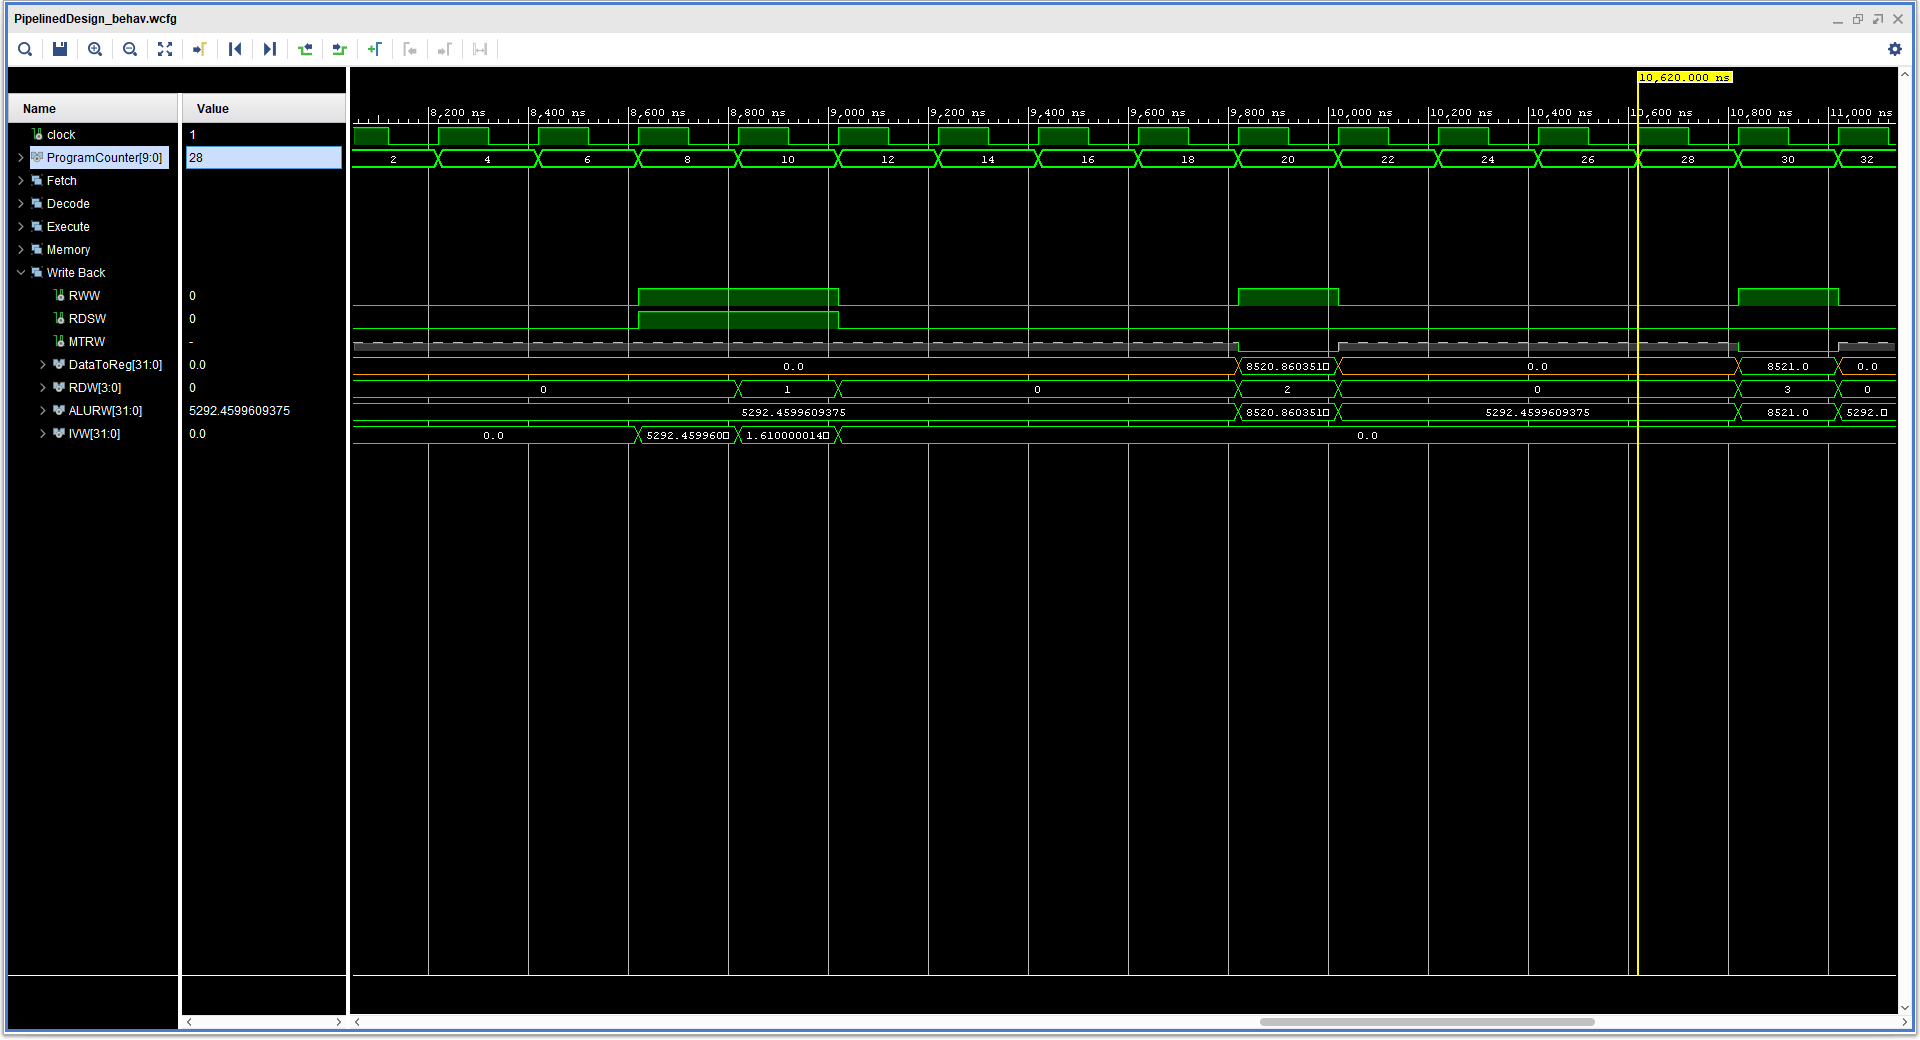 PipelinedDesign_behav.wcfg
10,620.000 ns
Name Value
8,200 ns 8,400 ns 8,600 ns 8,800 ns 9,000 ns 9,200 ns 9,400 ns 9,600 ns 9,800 ns 10,000 ns 10,200 ns 10,400 ns 10,600 ns 10,800 ns 11,000 ns
clock 1
ProgramCounter[9:0] 28 2 4 6 8 10 12 14 16 18 20 22 24 26 28 30 32
Fetch
Decode
Execute
Memory
Write Back
RWW 0
RDSW 0
MTRW -
DataToReg[31:0] 0.0 0.0 8520.860351 0.0 8521.0 0.0
RDW[3:0] 0 0 1 0 2 0 3 0
ALURW[31:0] 5292.4599609375 5292.4599609375 8520.860351 5292.4599609375 8521.0 5292.
IVW[31:0] 0.0 0.0 5292.459960 1.610000014 0.0